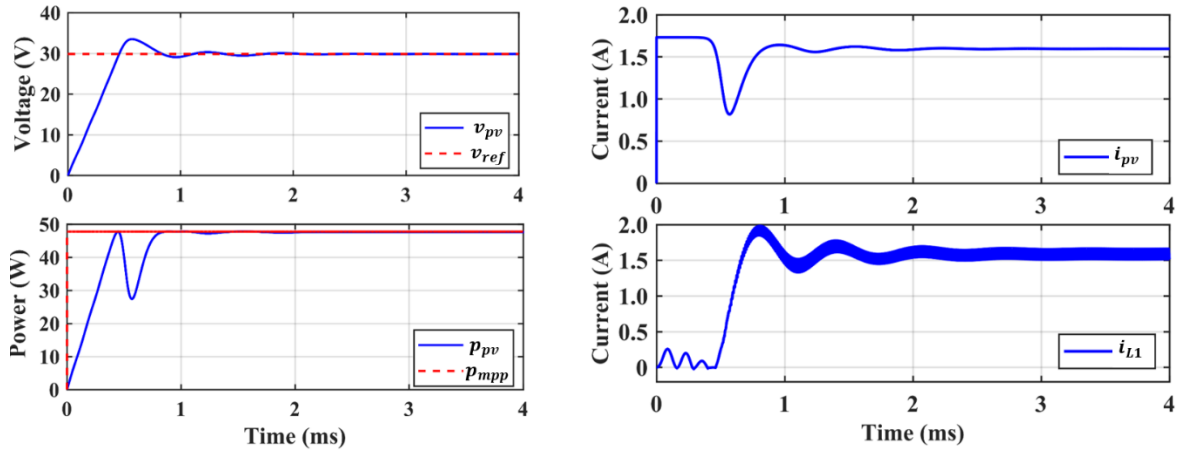 40
30
20
10
0
Voltage (V)
v_pv
v_ref
0 1 2 3 4
50
40
30
20
10
0
Power (W)
p_pv
p_mpp
0 1 2 3 4
Time (ms)
2.0
1.5
1.0
0.5
0
Current (A)
i_pv
0 1 2 3 4
2.0
1.5
1.0
0.5
0
Current (A)
i_L1
0 1 2 3 4
Time (ms)